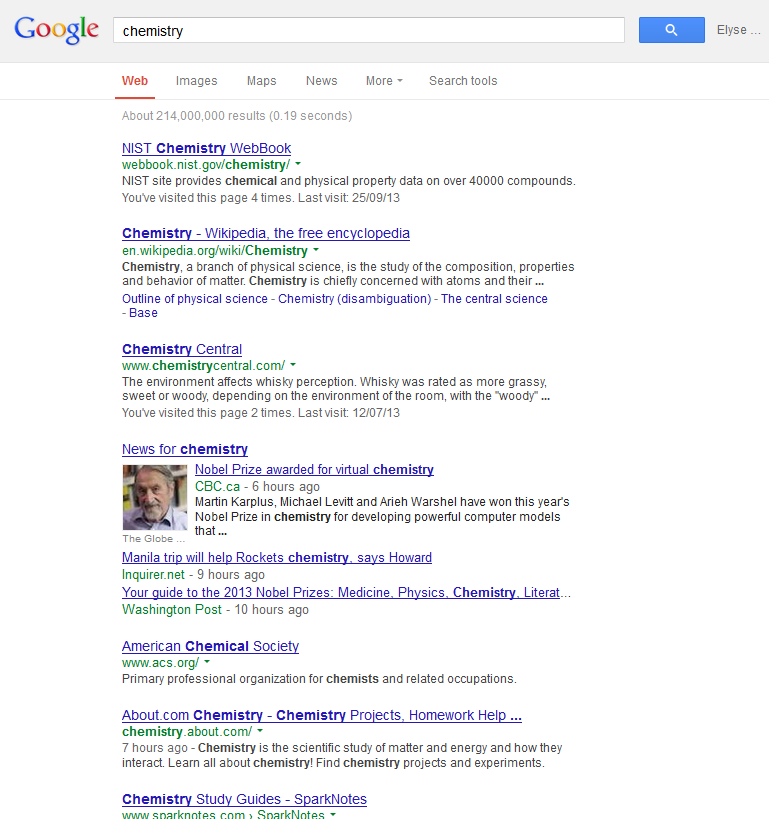 Google
chemistry
Elyse ...
Web Images Maps News More Search tools
About 214,000,000 results (0.19 seconds)
NIST Chemistry WebBook
webbook.nist.gov/chemistry/
NIST site provides chemical and physical property data on over 40000 compounds.
You've visited this page 4 times. Last visit: 25/09/13
Chemistry - Wikipedia, the free encyclopedia
en.wikipedia.org/wiki/Chemistry
Chemistry, a branch of physical science, is the study of the composition, properties
and behavior of matter. Chemistry is chiefly concerned with atoms and their ...
Outline of physical science - Chemistry (disambiguation) - The central science
- Base
Chemistry Central
www.chemistrycentral.com/
The environment affects whisky perception. Whisky was rated as more grassy,
sweet or woody, depending on the environment of the room, with the "woody" ...
You've visited this page 2 times. Last visit: 12/07/13
News for chemistry
Nobel Prize awarded for virtual chemistry
CBC.ca - 6 hours ago
Martin Karplus, Michael Levitt and Arieh Warshel have won this year's
Nobel Prize in chemistry for developing powerful computer models
that ...
The Globe ...
Manila trip will help Rockets chemistry, says Howard
Inquirer.net - 9 hours ago
Your guide to the 2013 Nobel Prizes: Medicine, Physics, Chemistry, Literat...
Washington Post - 10 hours ago
American Chemical Society
www.acs.org/
Primary professional organization for chemists and related occupations.
About.com Chemistry - Chemistry Projects, Homework Help ...
chemistry.about.com/
7 hours ago - Chemistry is the scientific study of matter and energy and how they
interact. Learn all about chemistry! Find chemistry projects and experiments.
Chemistry Study Guides - SparkNotes
www.sparknotes.com › SparkNotes